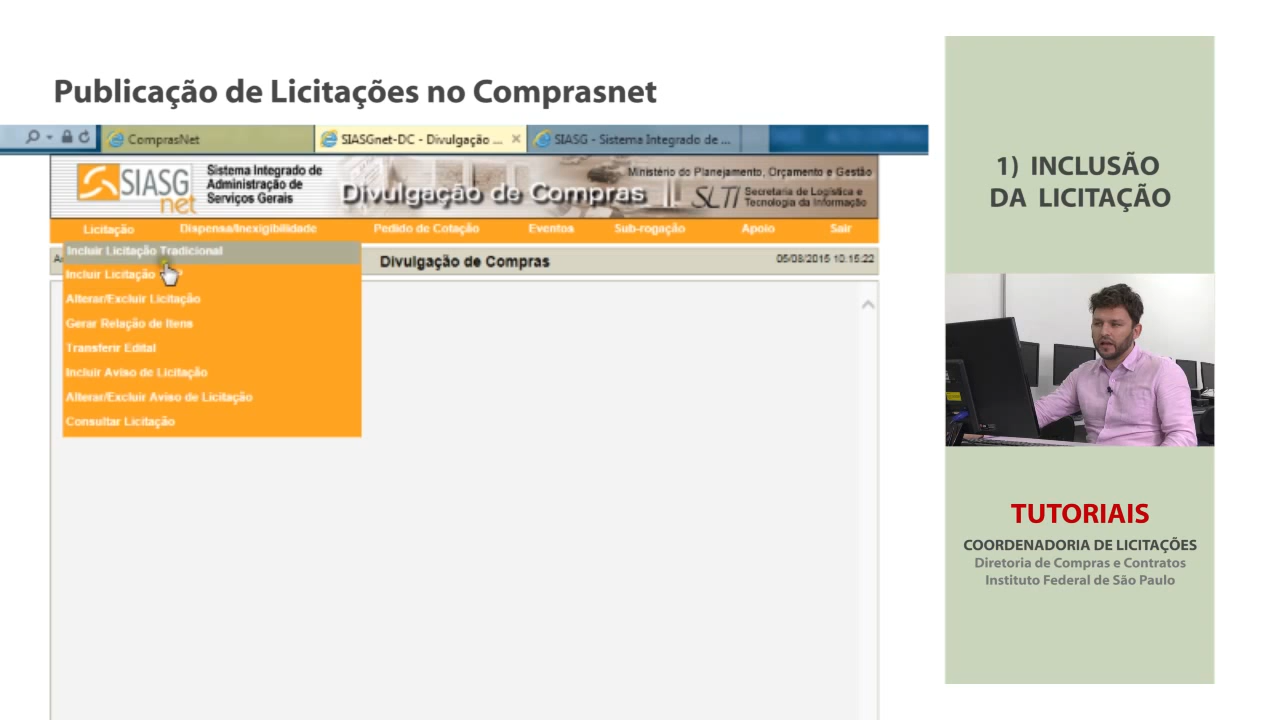 Publicação de Licitações no Comprasnet
ComprasNet
SIASGnet-DC - Divulgação ...
SIASG - Sistema Integrado de ...
SIASG
net
Sistema Integrado de
Administração de
Serviços Gerais
Divulgação de Compras
Ministério do Planejamento, Orçamento e Gestão
SLTI
Secretaria de Logística e
Tecnologia da Informação
Licitação
Dispensa/Inexigibilidade
Pedido de Cotação
Eventos
Sub-rogação
Apoio
Sair
Divulgação de Compras
05/08/2015 10:15:22
Incluir Licitação Tradicional
Incluir Licitação
Alterar/Excluir Licitação
Gerar Relação de Itens
Transferir Edital
Incluir Aviso de Licitação
Alterar/Excluir Aviso de Licitação
Consultar Licitação
1) INCLUSÃO
DA LICITAÇÃO
TUTORIAIS
COORDENADORIA DE LICITAÇÕES
Diretoria de Compras e Contratos
Instituto Federal de São Paulo